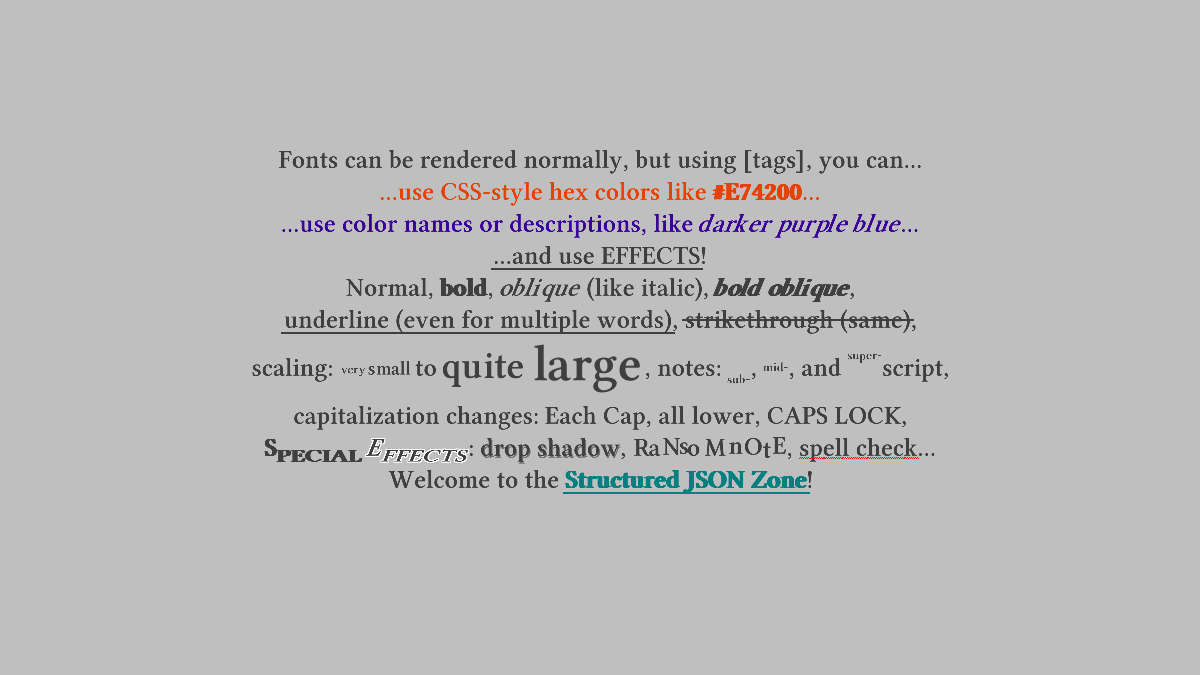 Fonts can be rendered normally, but using [tags], you can...
...use CSS-style hex colors like #E74200...
...use color names or descriptions, like darker purple blue...
...and use EFFECTS!
Normal, bold, oblique (like italic), bold oblique,
underline (even for multiple words), strikethrough (same),
scaling: very small to quite large, notes: sub-, mid-, and super-script,
capitalization changes: Each Cap, all lower, CAPS LOCK,
SPECIAL EFFECTS: drop shadow, RaNsoMnOtE, spell check...
Welcome to the Structured JSON Zone!